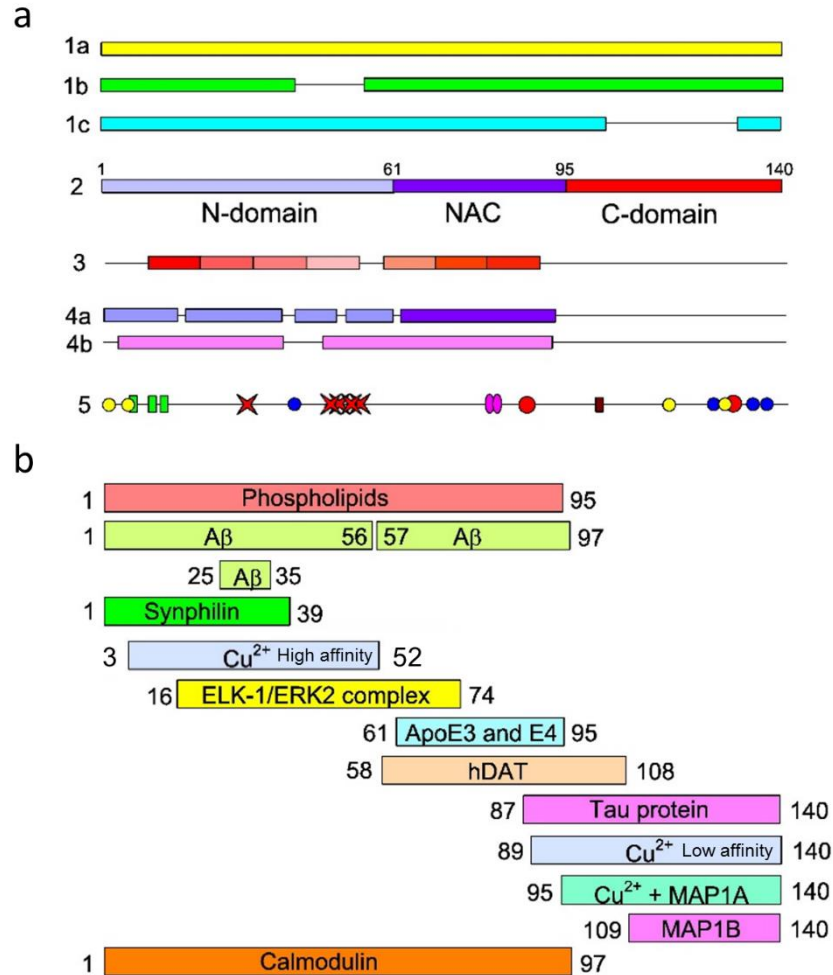 a
1a
1b
1c
1 61 95 140
2
N-domain NAC C-domain
3
4a
4b
5
b
1 Phospholipids 95
1 Aβ 56 57 Aβ 97
25 Aβ 35
1 Synphilin 39
3 Cu²⁺ High affinity 52
16 ELK-1/ERK2 complex 74
61 ApoE3 and E4 95
58 hDAT 108
87 Tau protein 140
89 Cu²⁺ Low affinity 140
95 Cu²⁺ + MAP1A 140
109 MAP1B 140
1 Calmodulin 97